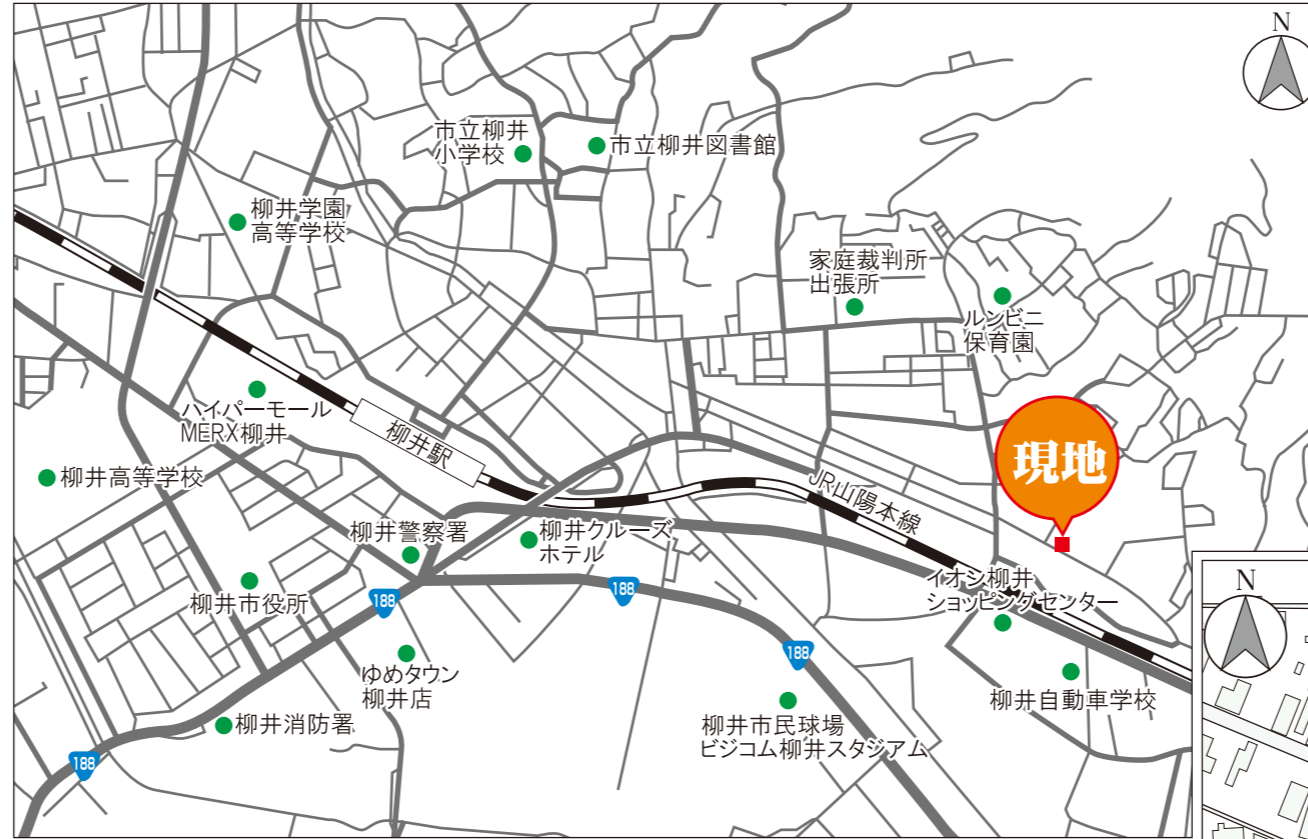 N
市立柳井
小学校
市立柳井図書館
柳井学園
高等学校
家庭裁判所
出張所
ルンビニ
保育園
ハイパーモール
MERX柳井
柳井駅
現地
柳井高等学校
JR山陽本線
柳井警察署
柳井クルーズ
ホテル
イオン柳井
ショッピングセンター
N
柳井市役所
188
188
188
ゆめタウン
柳井店
柳井自動車学校
柳井消防署
柳井市民球場
ビジコム柳井スタジアム
188